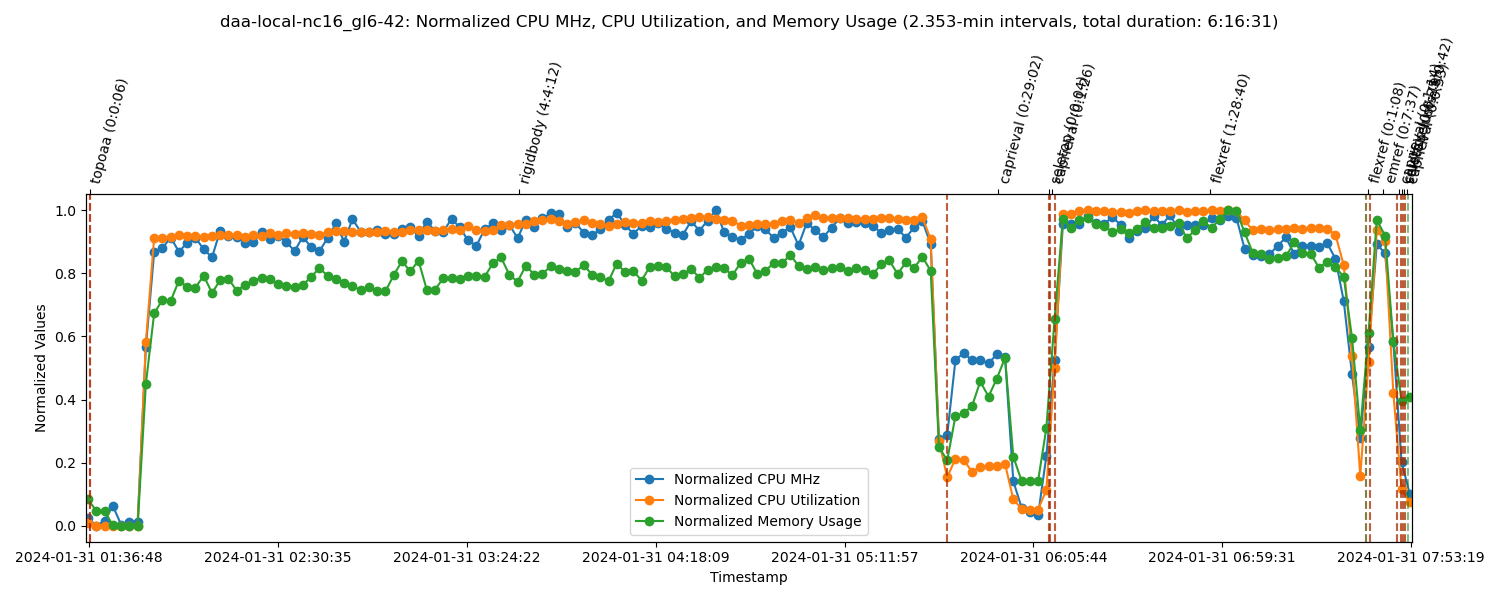 daa-local-nc16_gl6-42: Normalized CPU MHz, CPU Utilization, and Memory Usage (2.353-min intervals, total duration: 6:16:31)
topoaa (0:0:06)
rigidbody (4:4:12)
caprieval (0:29:02)
caprieval (0:1:26)
flexref (1:28:40)
flexref (0:1:08)
emref (0:7:37)
Normalized Values
1.0
0.8
0.6
0.4
0.2
0.0
Normalized CPU MHz
Normalized CPU Utilization
Normalized Memory Usage
2024-01-31 01:36:48
2024-01-31 02:30:35
2024-01-31 03:24:22
2024-01-31 04:18:09
2024-01-31 05:11:57
2024-01-31 06:05:44
2024-01-31 06:59:31
2024-01-31 07:53:19
Timestamp